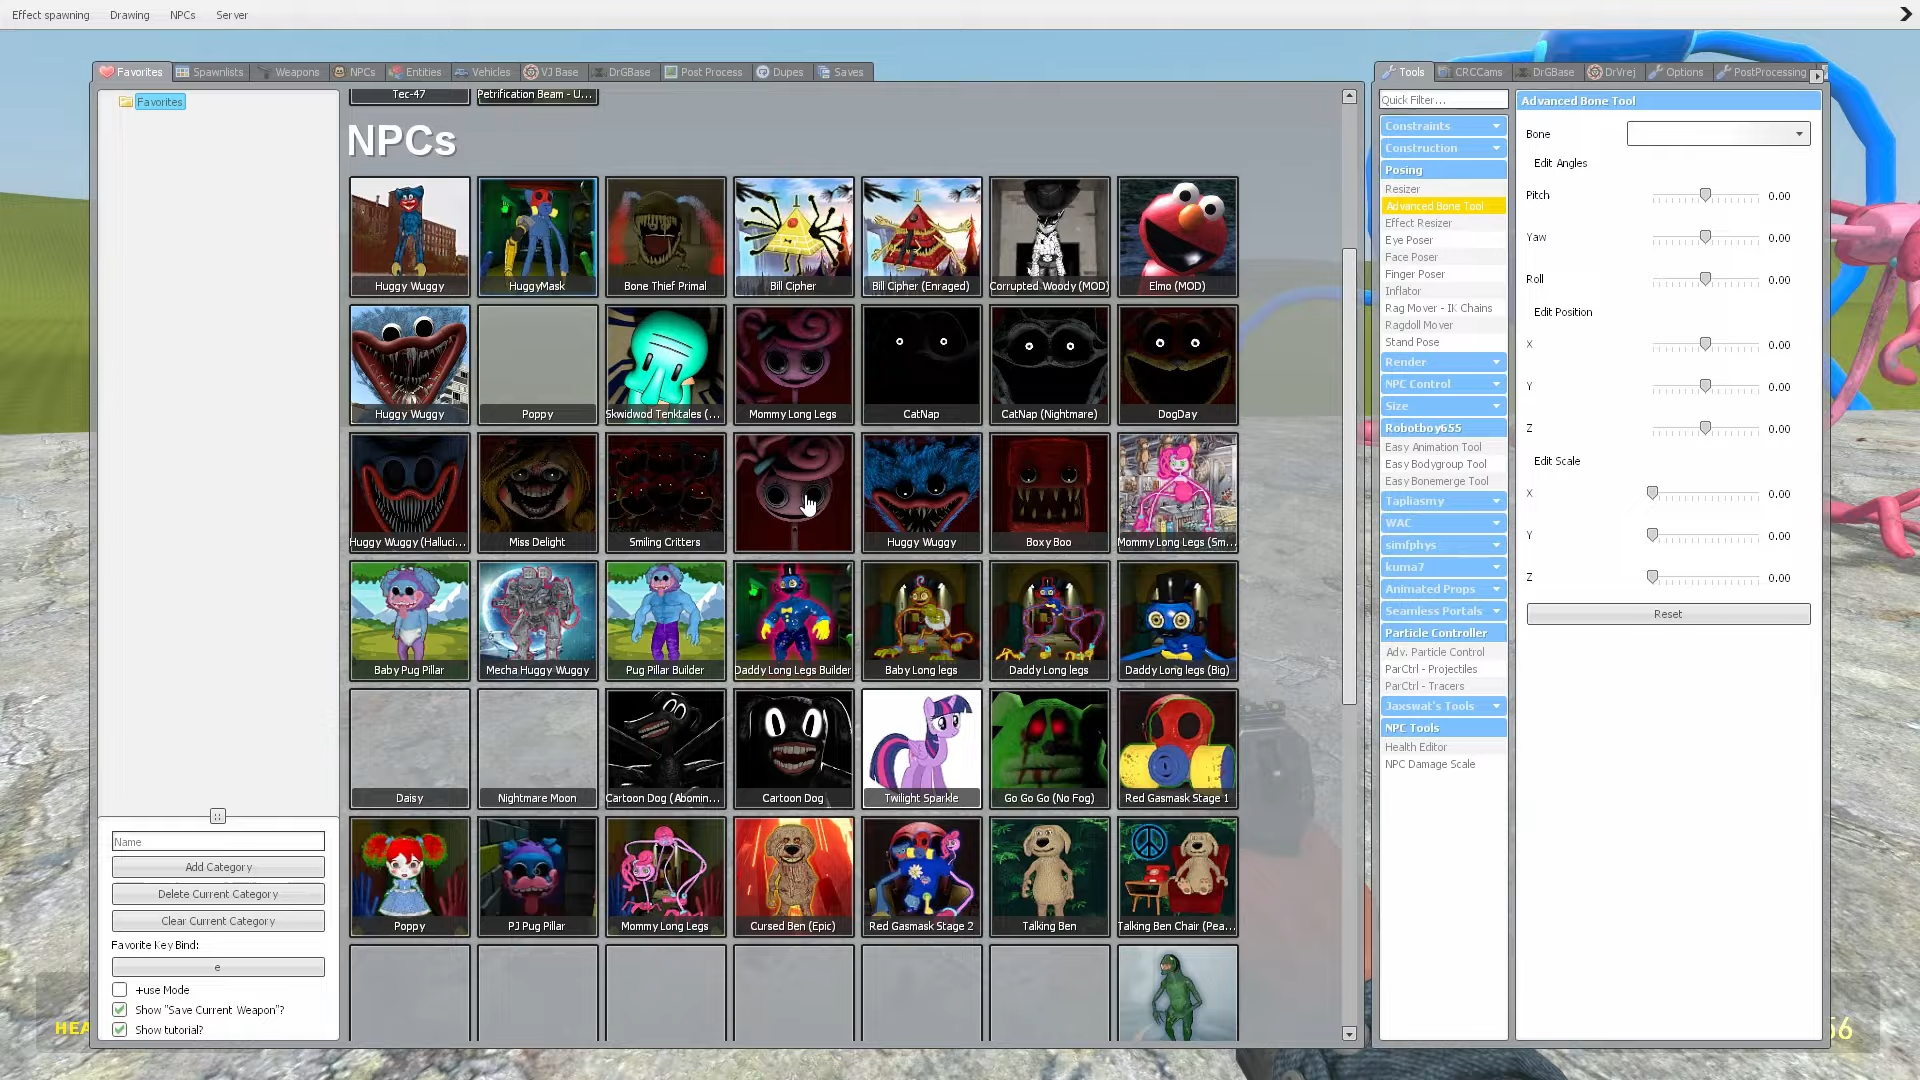 Effect spawning Drawing NPCs Server
Favorites Spawnlists Weapons NPCs Entities Vehicles VJ Base DrGBase Post Process Dupes Saves
Favorites
Tec-47 Petrification Beam - U...
NPCs
Huggy Wuggy HuggyMask Bone Thief Primal Bill Cipher Bill Cipher (Enraged) Corrupted Woody (MOD) Elmo (MOD)
Huggy Wuggy Poppy Skwidwod Tenktales (... Mommy Long Legs CatNap CatNap (Nightmare) DogDay
Huggy Wuggy (Halluci... Miss Delight Smiling Critters Huggy Wuggy Boxy Boo Mommy Long Legs (Sm...
Baby Pug Pillar Mecha Huggy Wuggy Pug Pillar Builder Daddy Long Legs Builder Baby Long legs Daddy Long legs Daddy Long legs (Big)
Daisy Nightmare Moon Cartoon Dog (Abomin... Cartoon Dog Twilight Sparkle Go Go Go (No Fog) Red Gasmask Stage 1
Poppy PJ Pug Pillar Mommy Long Legs Cursed Ben (Epic) Red Gasmask Stage 2 Talking Ben Talking Ben Chair (Pea...
Name
Add Category
Delete Current Category
Clear Current Category
Favorite Key Bind:
e
+use Mode
Show "Save Current Weapon"?
Show tutorial?
HEA
Tools CRCCams DrGBase DrVrej Options PostProcessing
Quick Filter...
Constraints
Construction
Posing
Resizer
Advanced Bone Tool
Effect Resizer
Eye Poser
Face Poser
Finger Poser
Inflator
Rag Mover - IK Chains
Ragdoll Mover
Stand Pose
Render
NPC Control
Size
Robotboy655
Easy Animation Tool
Easy Bodygroup Tool
Easy Bonemerge Tool
Tapliasmy
WAC
simfphys
kuma7
Animated Props
Seamless Portals
Particle Controller
Adv. Particle Control
ParCtrl - Projectiles
ParCtrl - Tracers
Jaxswat's Tools
NPC Tools
Health Editor
NPC Damage Scale
Advanced Bone Tool
Bone
Edit Angles
Pitch 0.00
Yaw 0.00
Roll 0.00
Edit Position
X 0.00
Y 0.00
Z 0.00
Edit Scale
X 0.00
Y 0.00
Z 0.00
Reset
56